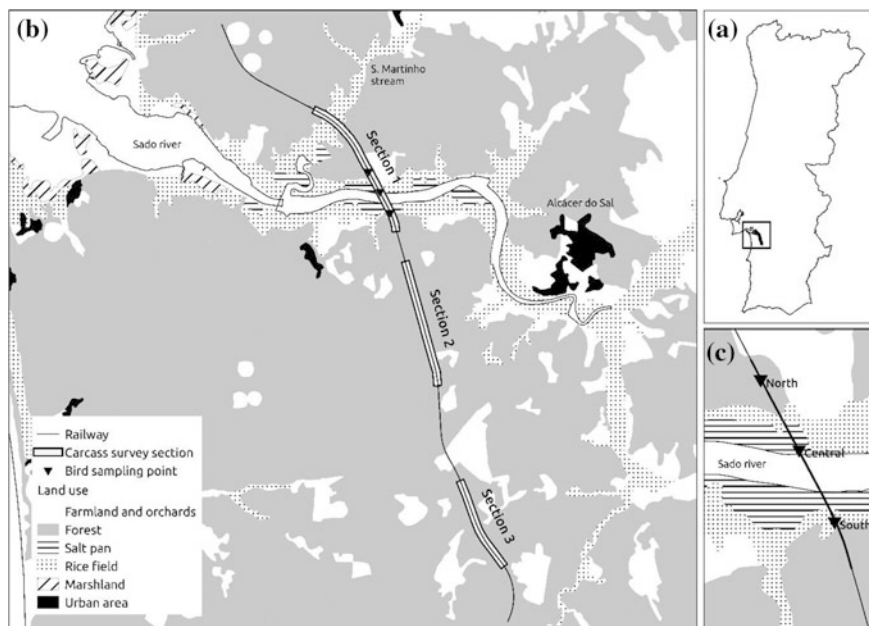 (b)
S. Martinho
stream
Sado river
Section 1
Alcácer do Sal
Section 2
Section 3
Railway
Carcass survey section
Bird sampling point
Land use
Farmland and orchards
Forest
Salt pan
Rice field
Marshland
Urban area
(a)
(c)
North
Central
Sado river
South